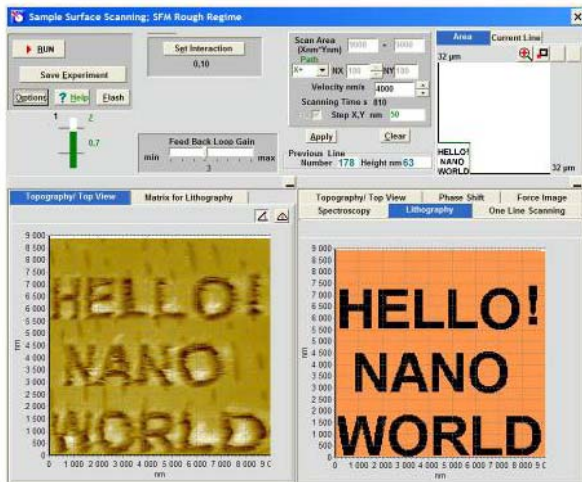 Sample Surface Scanning; SFM Rough Regime
RUN
Save Experiment
Options ? Help Flash
Set Interaction
0,10
1 2
0,7
Feed Back Loop Gain
min max
3
Scan Area
(Xnm*Ynm) 9000 * 9000
Path
X+ NX 180 NY 180
Velocity nm/s 4000
Scanning Time s 810
Step X,Y nm 50
Apply Clear
Previous Line
Number 178 Height nm 63
Area Current Line
32 µm
HELLO!
NANO
WORLD
32 µm
Topography/ Top View Matrix for Lithography
9 000
8 500
8 000
7 500
7 000
6 500
6 000
5 500
5 000
4 500
4 000
3 500
3 000
2 500
2 000
1 500
1 000
500
0
nm
HELLO!
NANO
WORLD
0 1 000 2 000 3 000 4 000 5 000 6 000 7 000 8 000 9 0
nm
Topography/ Top View Phase Shift Force Image
Spectroscopy Lithography One Line Scanning
9 000
8 500
8 000
7 500
7 000
6 500
6 000
5 500
5 000
4 500
4 000
3 500
3 000
2 500
2 000
1 500
1 000
500
0
nm
HELLO!
NANO
WORLD
0 1 000 2 000 3 000 4 000 5 000 6 000 7 000 8 000 9 0
nm